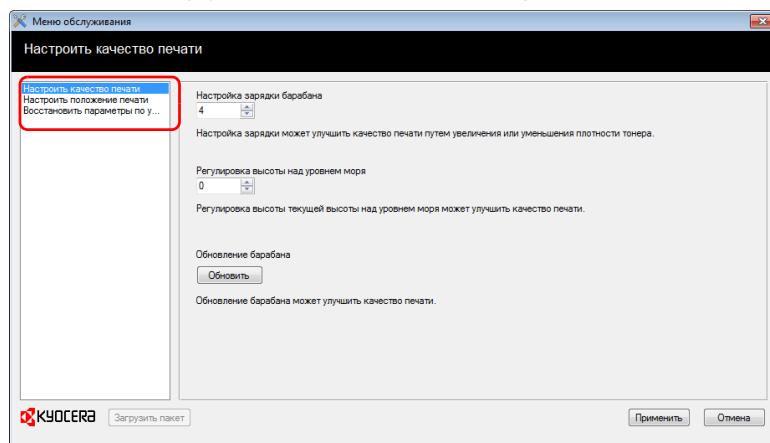 Меню обслуживания
Настроить качество печати
Настроить качество печати
Настроить положение печати
Восстановить параметры по у...
Настройка зарядки барабана
4
Настройка зарядки может улучшить качество печати путем увеличения или уменьшения плотности тонера.
Регулировка высоты над уровнем моря
0
Регулировка высоты текущей высоты над уровнем моря может улучшить качество печати.
Обновление барабана
Обновить
Обновление барабана может улучшить качество печати.
KYOCERA
Загрузить пакет
Применить
Отмена